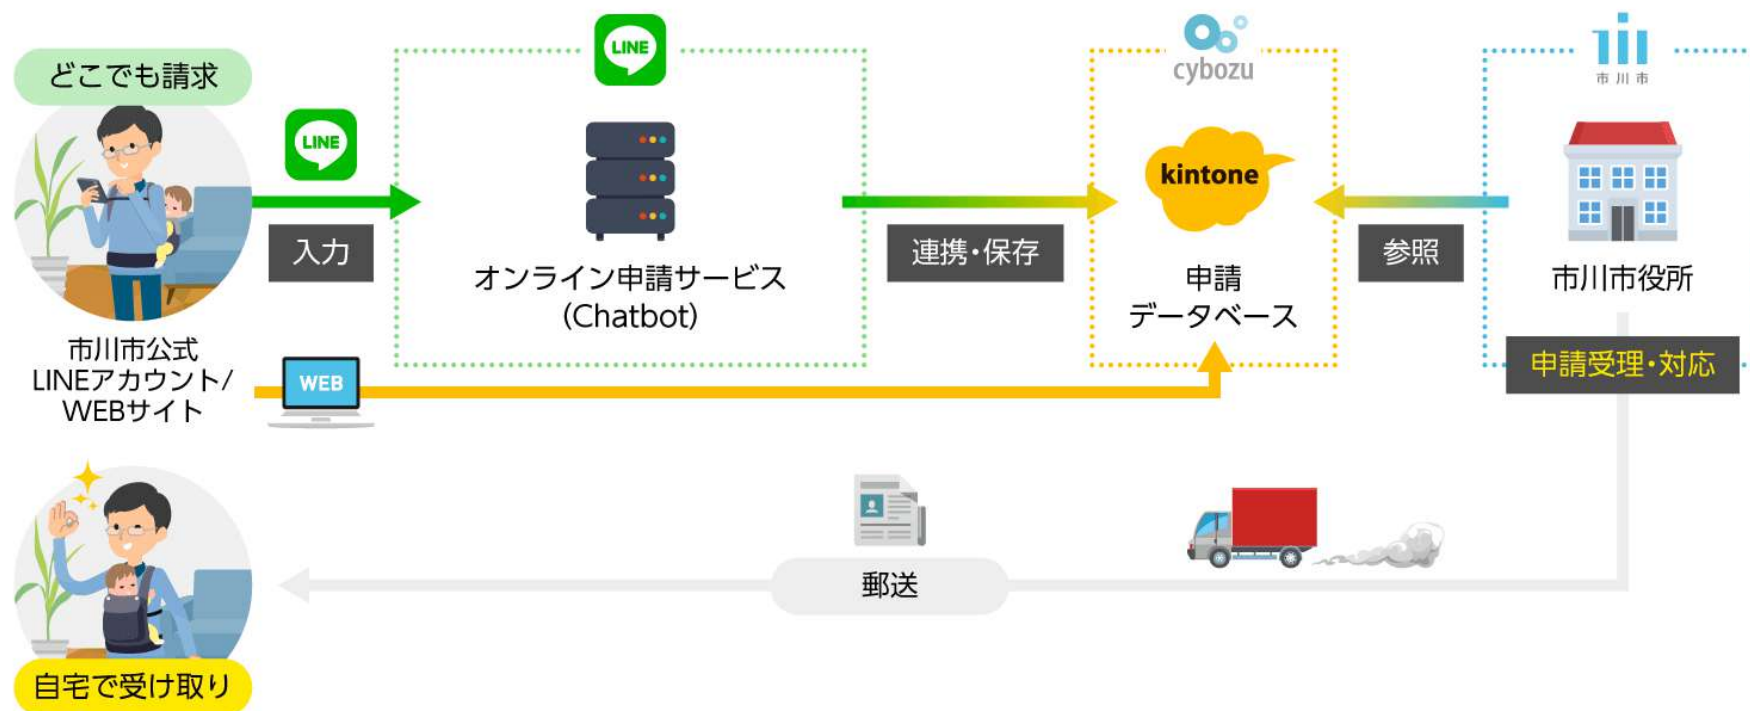 どこでも請求
LINE
LINE
cybozu
市川市
kintone
入力
連携・保存
参照
オンライン申請サービス
(Chatbot)
申請
データベース
市川市役所
市川市公式
LINEアカウント/
WEBサイト
WEB
申請受理・対応
郵送
自宅で受け取り